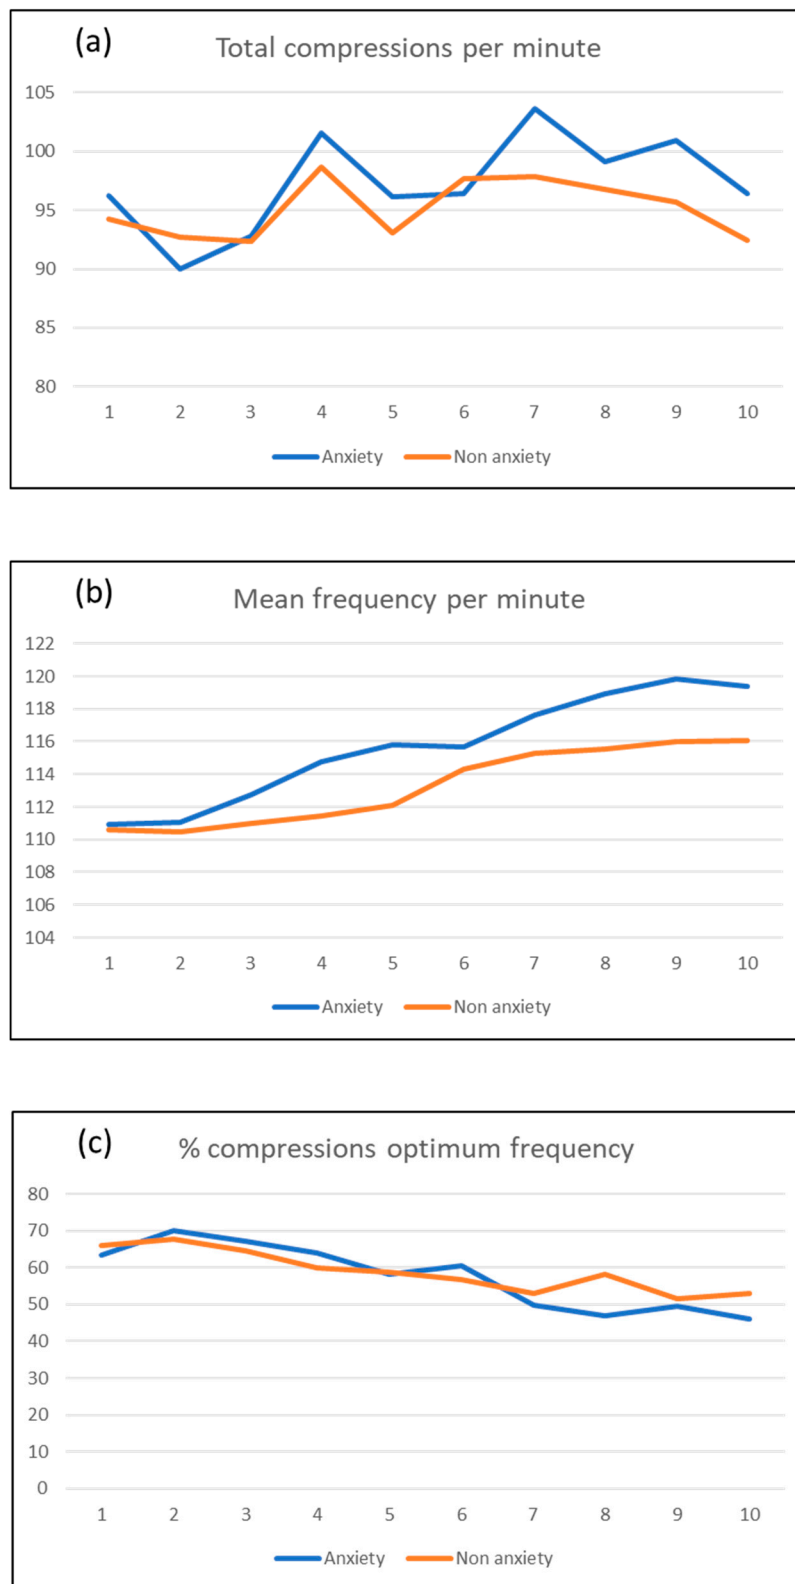 (a) Total compressions per minute
105
100
95
90
85
80
1 2 3 4 5 6 7 8 9 10
Anxiety Non anxiety
(b) Mean frequency per minute
122
120
118
116
114
112
110
108
106
104
1 2 3 4 5 6 7 8 9 10
Anxiety Non anxiety
(c) % compressions optimum frequency
80
70
60
50
40
30
20
10
0
1 2 3 4 5 6 7 8 9 10
Anxiety Non anxiety